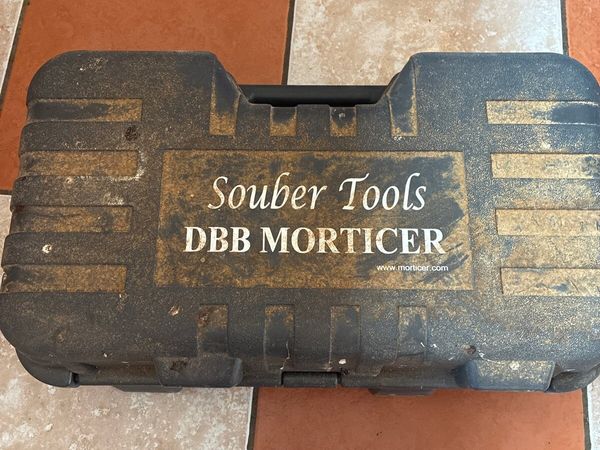 Souber Tools
DBB MORTICER
www.morticer.com